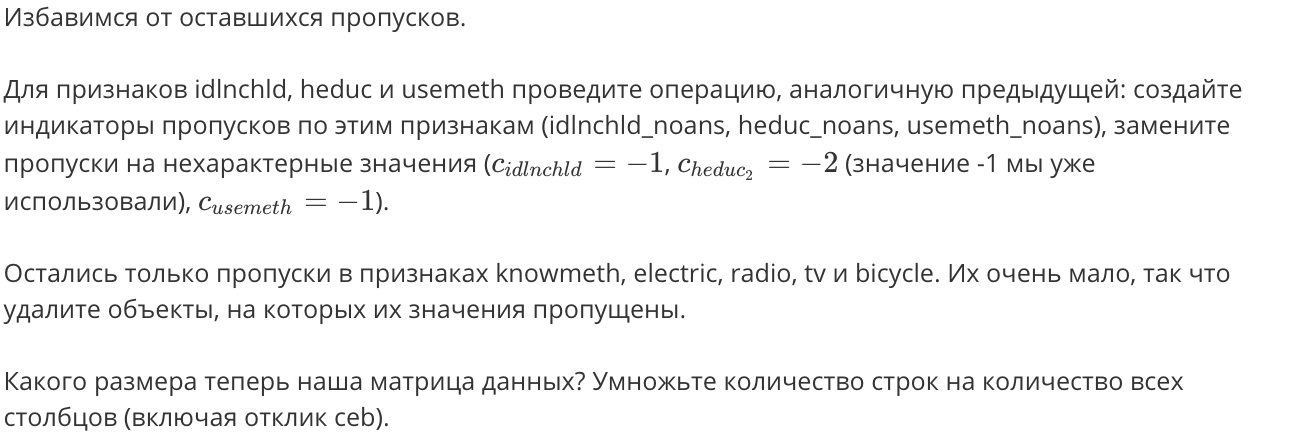 Избавимся от оставшихся пропусков.
Для признаков idlnchld, heduc и usemeth проведите операцию, аналогичную предыдущей: создайте
индикаторы пропусков по этим признакам (idlnchld_noans, heduc_noans, usemeth_noans), замените
пропуски на нехарактерные значения (c_{idlnchld} = −1, c_{heduc_2} = −2 (значение -1 мы уже
использовали), c_{usemeth} = −1).
Остались только пропуски в признаках knowmeth, electric, radio, tv и bicycle. Их очень мало, так что
удалите объекты, на которых их значения пропущены.
Какого размера теперь наша матрица данных? Умножьте количество строк на количество всех
столбцов (включая отклик ceb).